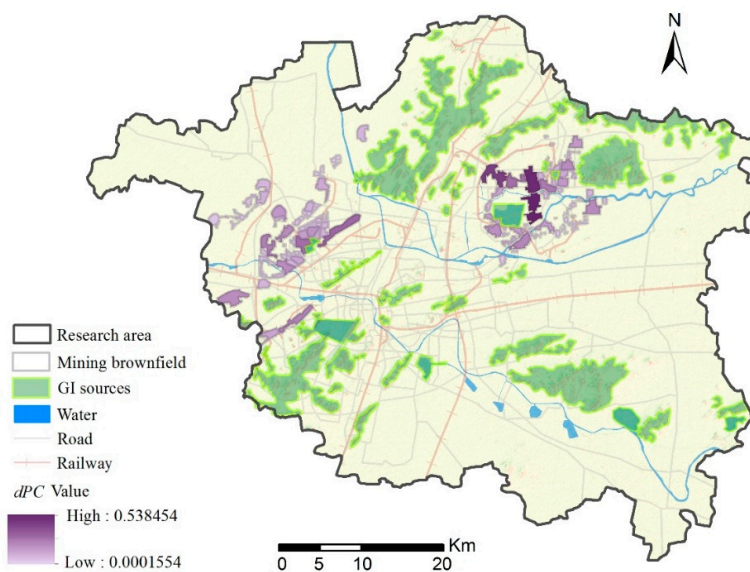 N
Research area
Mining brownfield
GI sources
Water
Road
Railway
dPC Value
High : 0.538454
Low : 0.0001554
Km
0 5 10 20